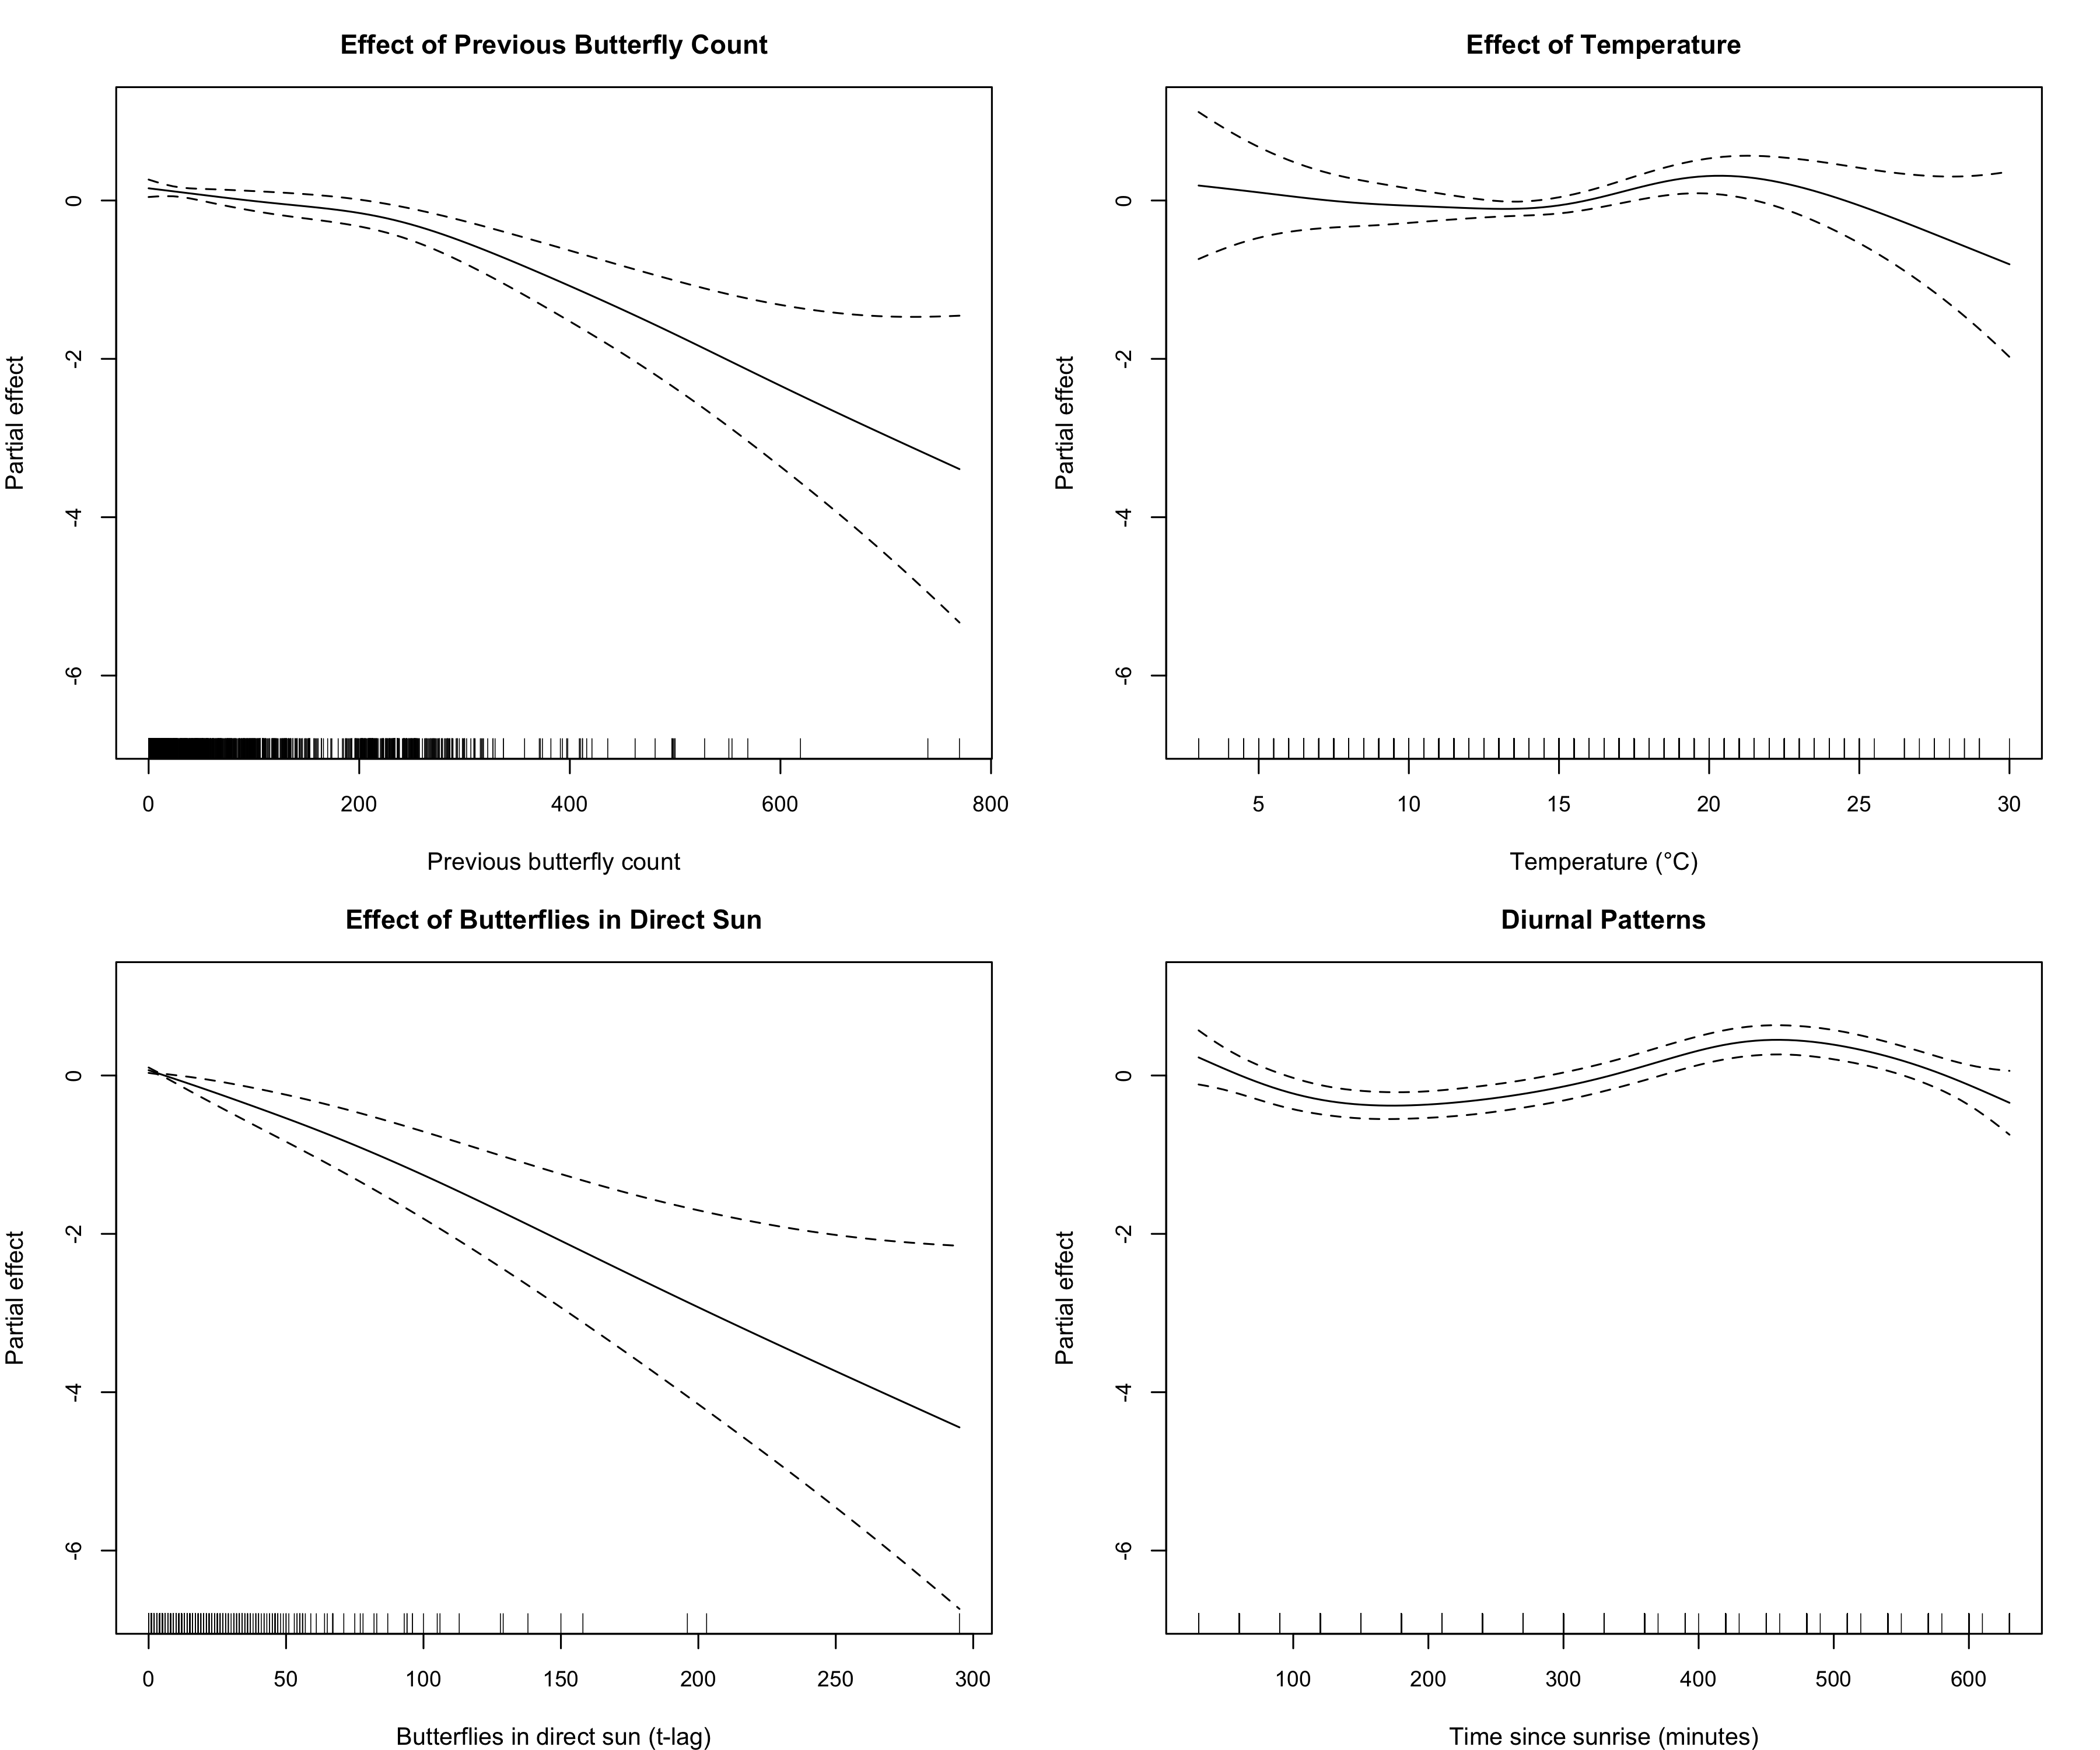 Effect of Previous Butterfly Count
Partial effect
0
-2
-4
-6
0 200 400 600 800
Previous butterfly count
Effect of Temperature
Partial effect
0
-2
-4
-6
5 10 15 20 25 30
Temperature (°C)
Effect of Butterflies in Direct Sun
Partial effect
0
-2
-4
-6
0 50 100 150 200 250 300
Butterflies in direct sun (t-lag)
Diurnal Patterns
Partial effect
0
-2
-4
-6
100 200 300 400 500 600
Time since sunrise (minutes)